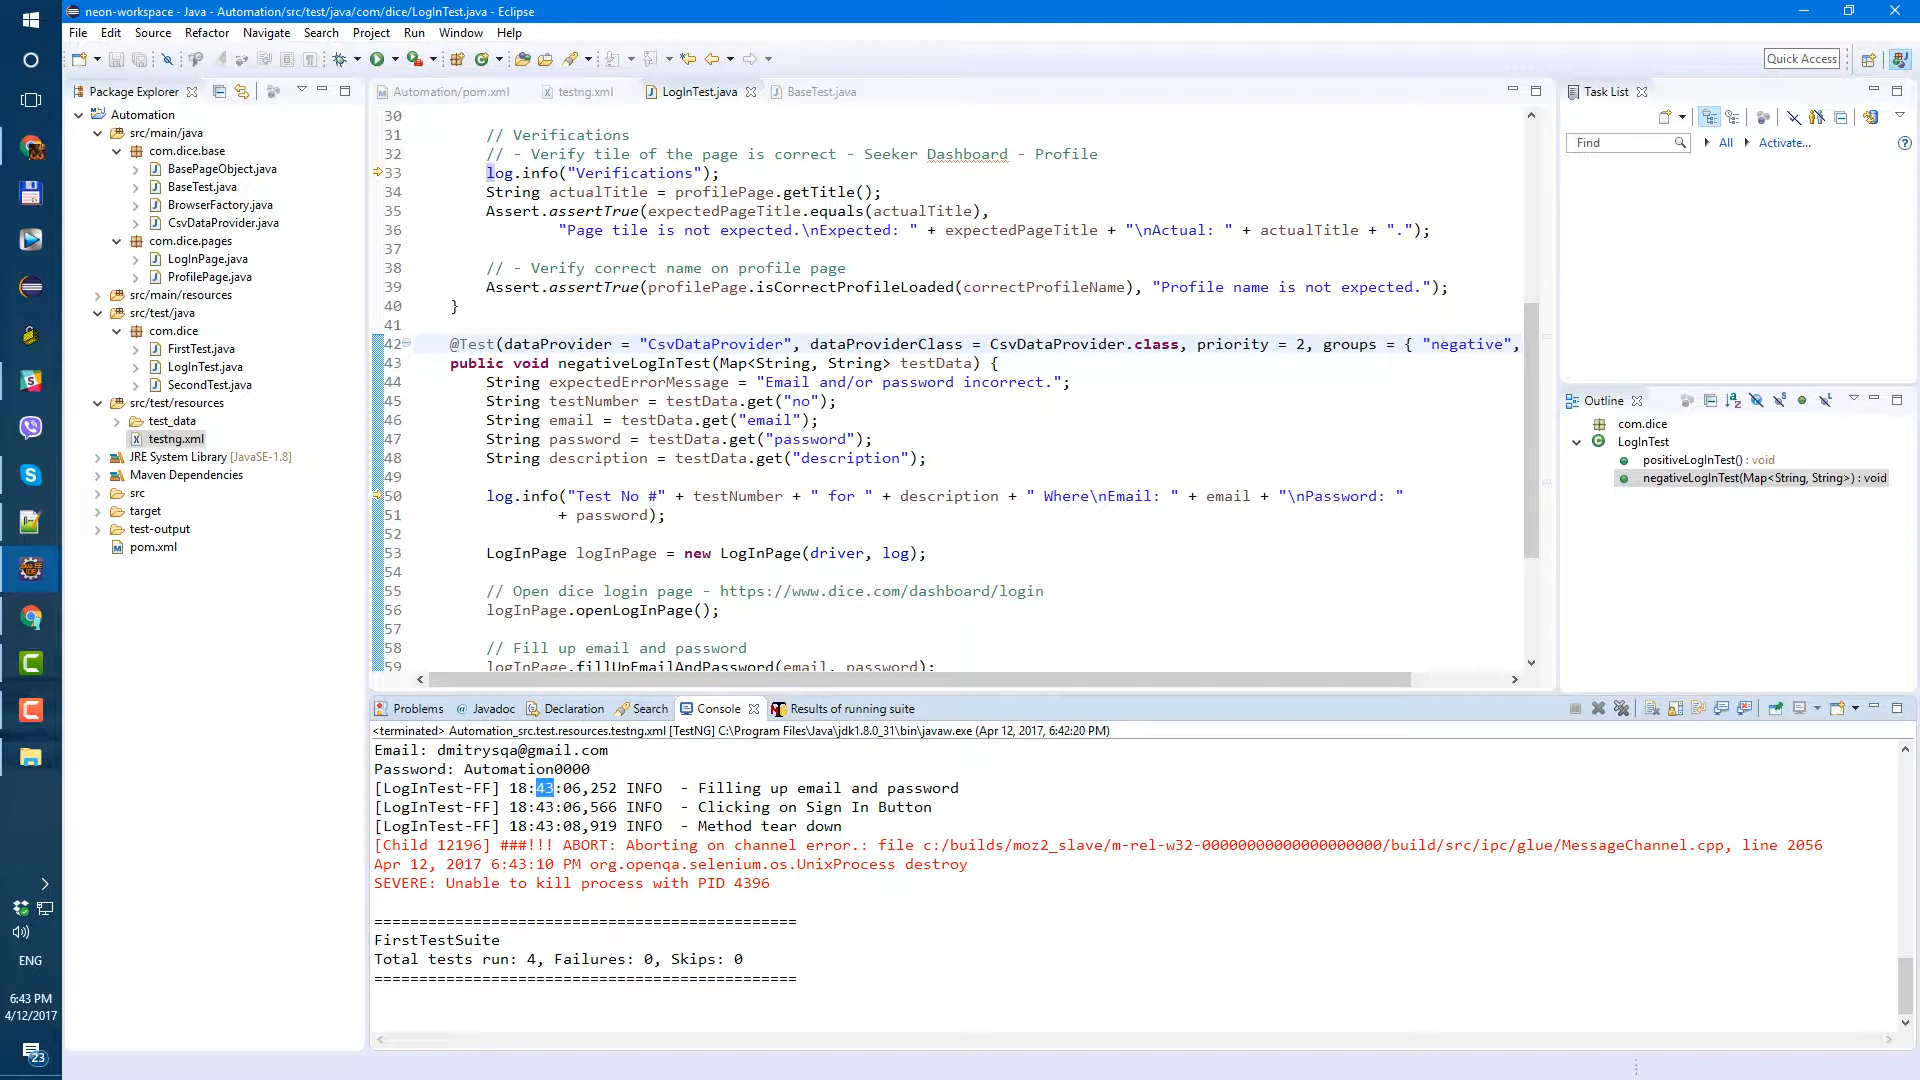 neon-workspace - Java - Automation/src/test/java/com/dice/LogInTest.java - Eclipse
File Edit Source Refactor Navigate Search Project Run Window Help
Quick Access
Package Explorer
Automation
src/main/java
com.dice.base
BasePageObject.java
BaseTest.java
BrowserFactory.java
CsvDataProvider.java
com.dice.pages
LogInPage.java
ProfilePage.java
src/main/resources
src/test/java
com.dice
FirstTest.java
LogInTest.java
SecondTest.java
src/test/resources
test_data
testng.xml
JRE System Library [JavaSE-1.8]
Maven Dependencies
src
target
test-output
pom.xml
Automation/pom.xml testng.xml LogInTest.java BaseTest.java
30
31 // Verifications
32 // - Verify tile of the page is correct - Seeker Dashboard - Profile
33 log.info("Verifications");
34 String actualTitle = profilePage.getTitle();
35 Assert.assertTrue(expectedPageTitle.equals(actualTitle),
36 "Page tile is not expected.\nExpected: " + expectedPageTitle + "\nActual: " + actualTitle + ".");
37
38 // - Verify correct name on profile page
39 Assert.assertTrue(profilePage.isCorrectProfileLoaded(correctProfileName), "Profile name is not expected.");
40 }
41
42 @Test(dataProvider = "CsvDataProvider", dataProviderClass = CsvDataProvider.class, priority = 2, groups = { "negative",
43 public void negativeLogInTest(Map<String, String> testData) {
44 String expectedErrorMessage = "Email and/or password incorrect.";
45 String testNumber = testData.get("no");
46 String email = testData.get("email");
47 String password = testData.get("password");
48 String description = testData.get("description");
49
50 log.info("Test No #" + testNumber + " for " + description + " Where\nEmail: " + email + "\nPassword: "
51 + password);
52
53 LogInPage logInPage = new LogInPage(driver, log);
54
55 // Open dice login page - https://www.dice.com/dashboard/login
56 logInPage.openLogInPage();
57
58 // Fill up email and password
59 logInPage.fillUpEmailAndPassword(email, password);
Task List
Find All Activate...
Outline
com.dice
LogInTest
positiveLogInTest() : void
negativeLogInTest(Map<String, String>) : void
Problems Javadoc Declaration Search Console Results of running suite
<terminated> Automation_src.test.resources.testng.xml [TestNG] C:\Program Files\Java\jdk1.8.0_31\bin\javaw.exe (Apr 12, 2017, 6:42:20 PM)
Email: dmitrysqa@gmail.com
Password: Automation0000
[LogInTest-FF] 18:43:06,252 INFO - Filling up email and password
[LogInTest-FF] 18:43:06,566 INFO - Clicking on Sign In Button
[LogInTest-FF] 18:43:08,919 INFO - Method tear down
[Child 12196] ###!!! ABORT: Aborting on channel error.: file c:/builds/moz2_slave/m-rel-w32-00000000000000000000/build/src/ipc/glue/MessageChannel.cpp, line 2056
Apr 12, 2017 6:43:10 PM org.openqa.selenium.os.UnixProcess destroy
SEVERE: Unable to kill process with PID 4396
===============================================
FirstTestSuite
Total tests run: 4, Failures: 0, Skips: 0
===============================================
ENG
6:43 PM
4/12/2017
23